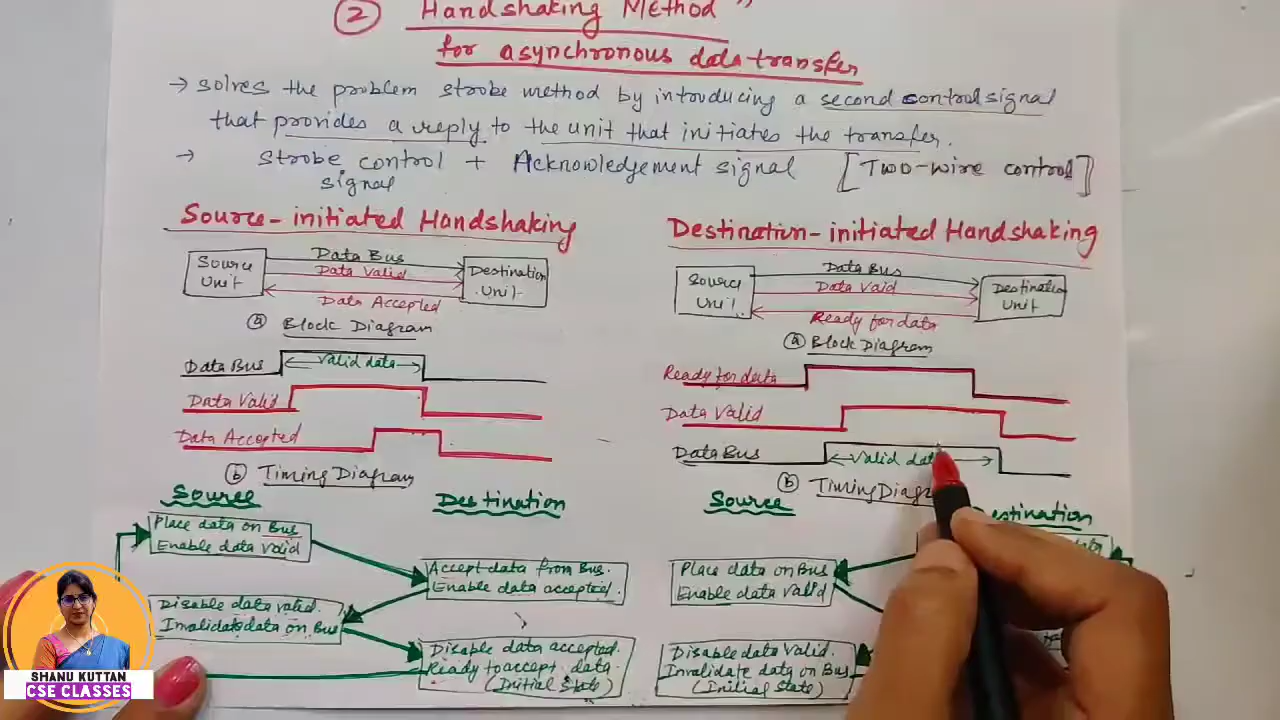 ② Handshaking Method"
for asynchronous data transfer
→ solves the problem strobe method by introducing a second control signal
that provides a reply to the unit that initiates the transfer.
→ Strobe control + Acknowledgement signal [Two-wire control]
signal
Source-initiated Handshaking
Source Unit
Data Bus
Data Valid
Data Accepted
Destination Unit.
ⓐ Block Diagram
Data Bus
Valid data
Data Valid
Data Accepted
ⓑ Timing Diagram
Source
Destination
Place data on Bus
Enable data valid
Accept data from Bus.
Enable data accepted.
Disable data valid.
Invalidate data on Bus
Disable data accepted.
Ready to accept data.
(Initial State)
Destination-initiated Handshaking
Source Unit.
Data Bus
Data Vaid
Ready for data
Destination Unit
ⓐ Block Diagram
Ready for data
Data Valid
Data Bus
Valid
ⓑ Timing
Source
Destination
Place data on Bus
Enable data valid
Disable data valid.
Invalidate data on Bus
(Initial State)
SHANU KUTTAN
CSE CLASSES